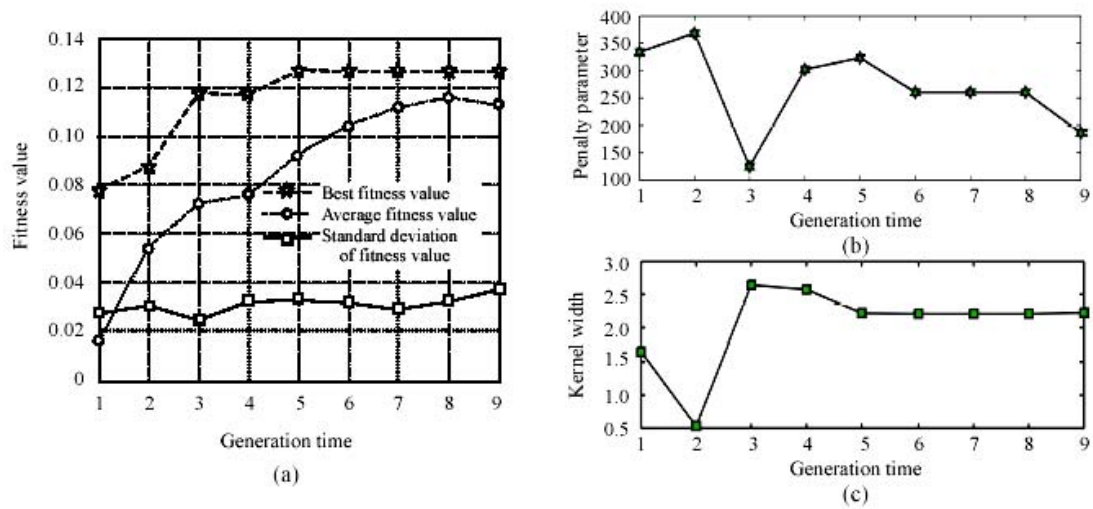 Fitness value
0.14
0.12
0.10
0.08
0.06
0.04
0.02
0
Best fitness value
Average fitness value
Standard deviation
of fitness value
1 2 3 4 5 6 7 8 9
Generation time
(a)
Penalty parameter
400
350
300
250
200
150
100
1 2 3 4 5 6 7 8 9
Generation time
(b)
Kernel width
3.0
2.5
2.0
1.5
1.0
0.5
1 2 3 4 5 6 7 8 9
Generation time
(c)